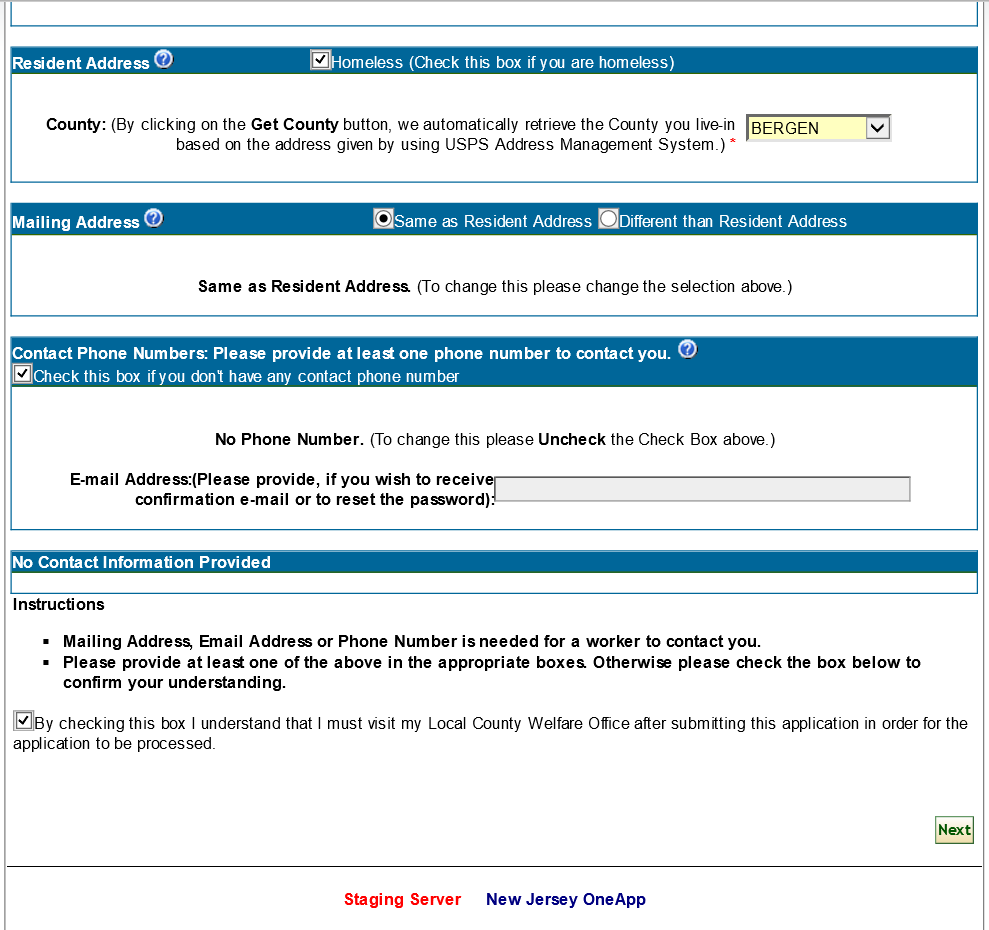 Resident Address
Homeless (Check this box if you are homeless)
County: (By clicking on the Get County button, we automatically retrieve the County you live-in
based on the address given by using USPS Address Management System.) *
BERGEN
Mailing Address
Same as Resident Address Different than Resident Address
Same as Resident Address. (To change this please change the selection above.)
Contact Phone Numbers: Please provide at least one phone number to contact you.
Check this box if you don't have any contact phone number
No Phone Number. (To change this please Uncheck the Check Box above.)
E-mail Address:(Please provide, if you wish to receive
confirmation e-mail or to reset the password):
No Contact Information Provided
Instructions
Mailing Address, Email Address or Phone Number is needed for a worker to contact you.
Please provide at least one of the above in the appropriate boxes. Otherwise please check the box below to
confirm your understanding.
By checking this box I understand that I must visit my Local County Welfare Office after submitting this application in order for the
application to be processed.
Next
Staging Server New Jersey OneApp